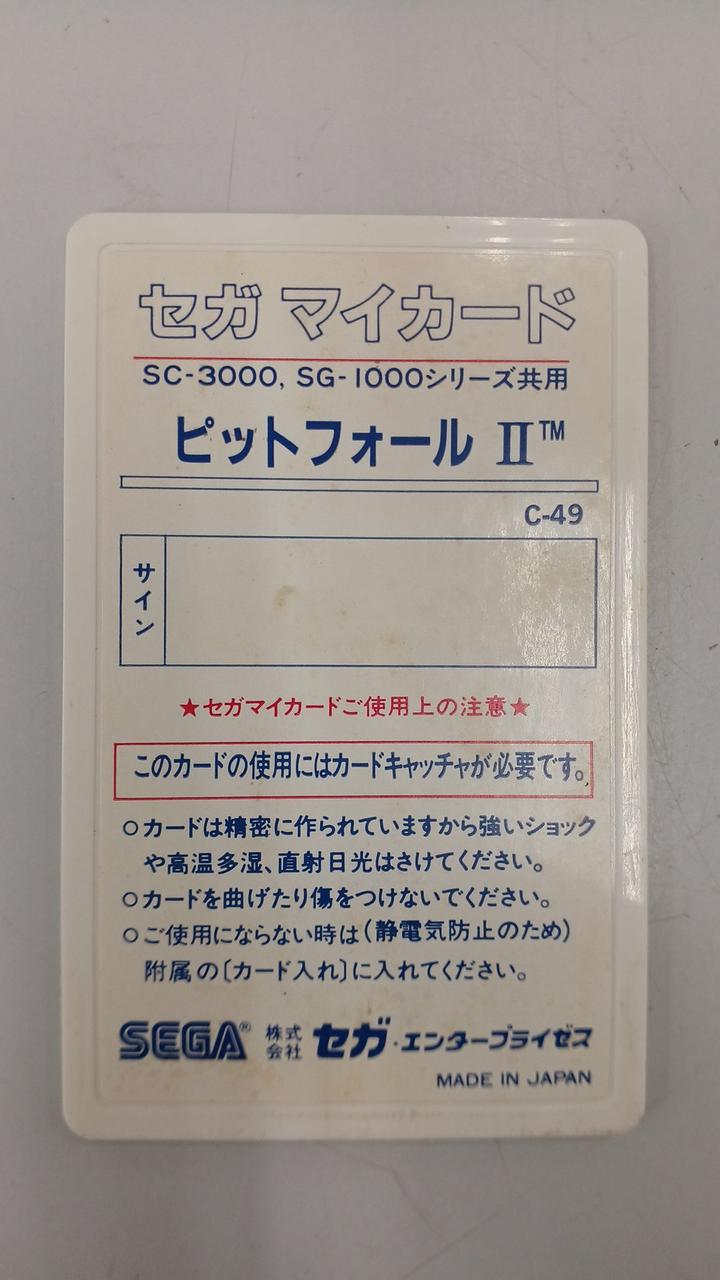 セガ マイカード
SC-3000, SG-1000シリーズ共用
ピットフォール II™
C-49
サイン
★セガマイカードご使用上の注意★
このカードの使用にはカードキャッチャが必要です。
○カードは精密に作られていますから強いショック
や高温多湿、直射日光はさけてください。
○カードを曲げたり傷をつけないでください。
○ご使用にならない時は(静電気防止のため)
附属の〔カード入れ〕に入れてください。
SEGA® 株式会社 セガ・エンタープライゼス
MADE IN JAPAN